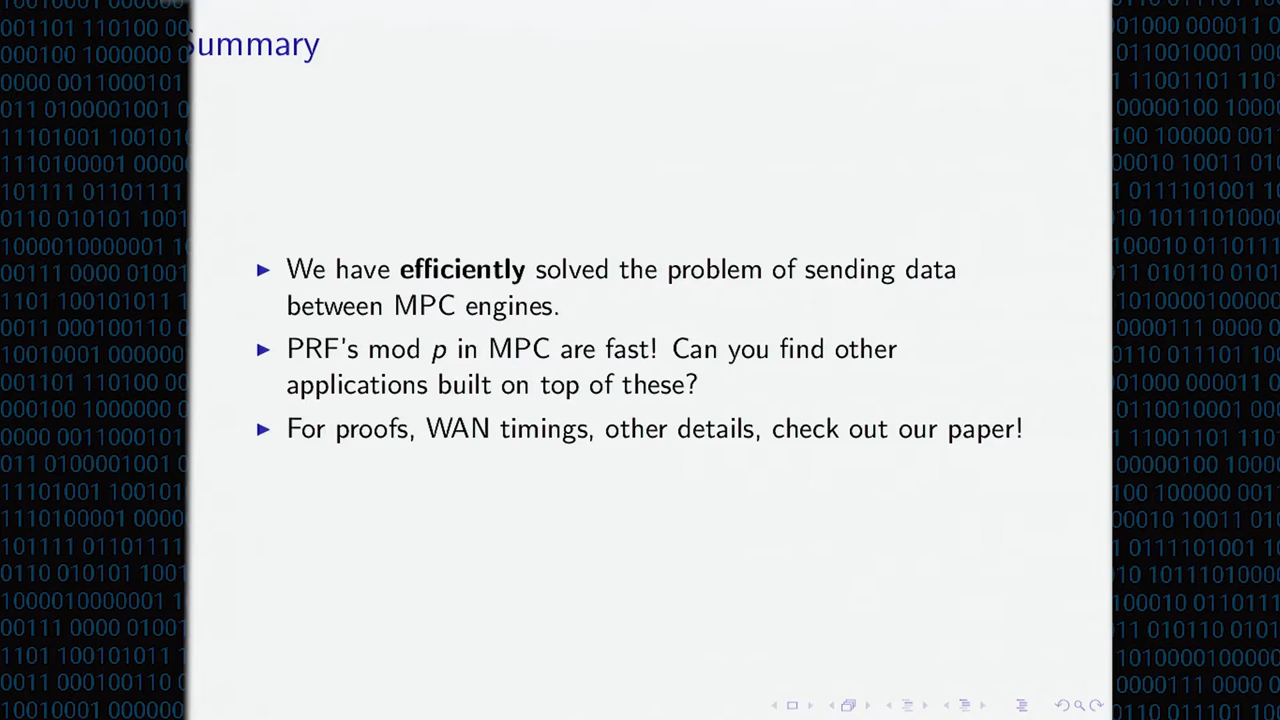 Summary
▶ We have efficiently solved the problem of sending data
between MPC engines.
▶ PRF's mod p in MPC are fast! Can you find other
applications built on top of these?
▶ For proofs, WAN timings, other details, check out our paper!